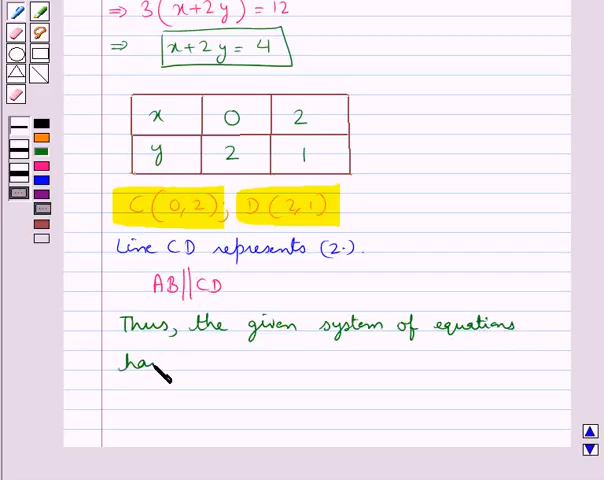 ⇒ 3(x+2y) = 12
⇒ x+2y = 4
x 0 2
y 2 1
C (0,2) ; D (2,1)
Line CD represents (2.).
AB||CD
Thus, the given system of equations
ha